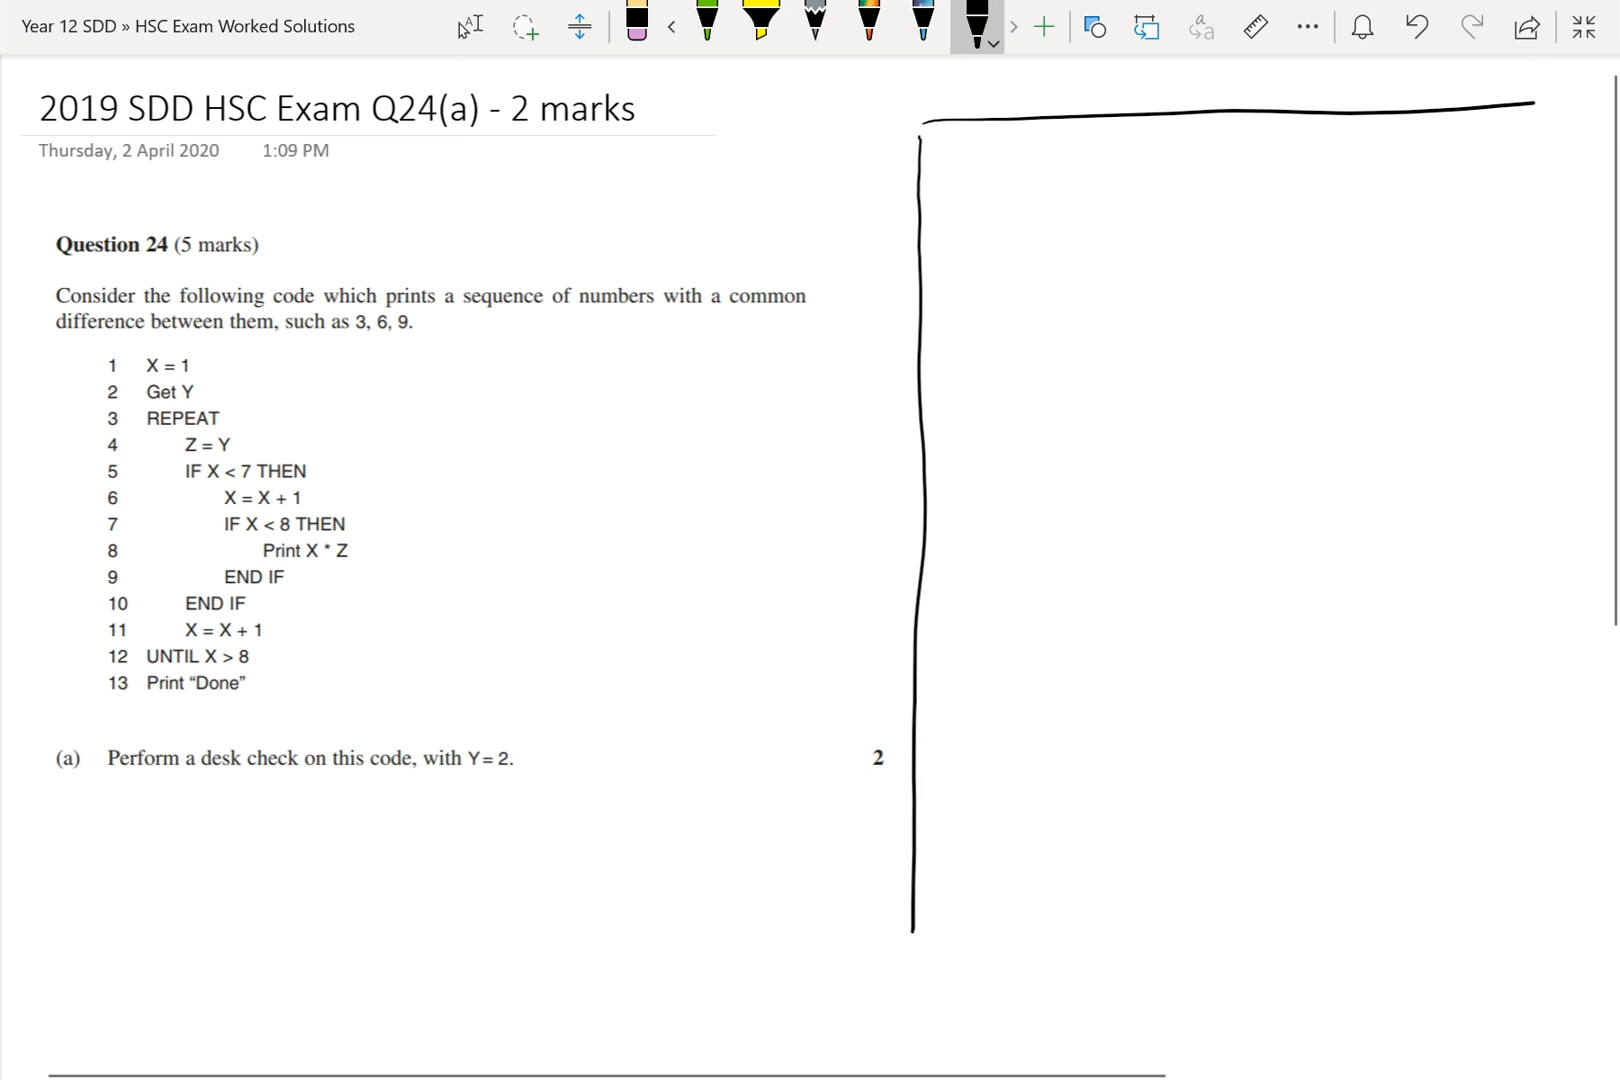 Year 12 SDD » HSC Exam Worked Solutions
2019 SDD HSC Exam Q24(a) - 2 marks
Thursday, 2 April 2020 1:09 PM
Question 24 (5 marks)
Consider the following code which prints a sequence of numbers with a common
difference between them, such as 3, 6, 9.
1 X = 1
2 Get Y
3 REPEAT
4 Z = Y
5 IF X < 7 THEN
6 X = X + 1
7 IF X < 8 THEN
8 Print X * Z
9 END IF
10 END IF
11 X = X + 1
12 UNTIL X > 8
13 Print “Done”
(a) Perform a desk check on this code, with Y = 2. 2